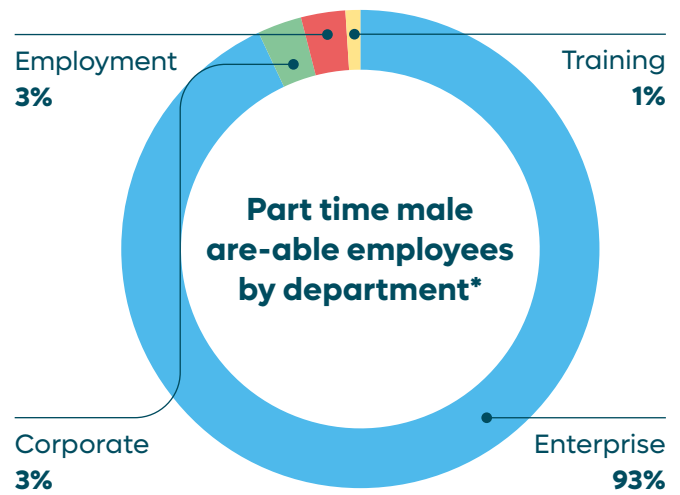 Employment
3%
Training
1%
Part time male
are-able employees
by department*
Corporate
3%
Enterprise
93%